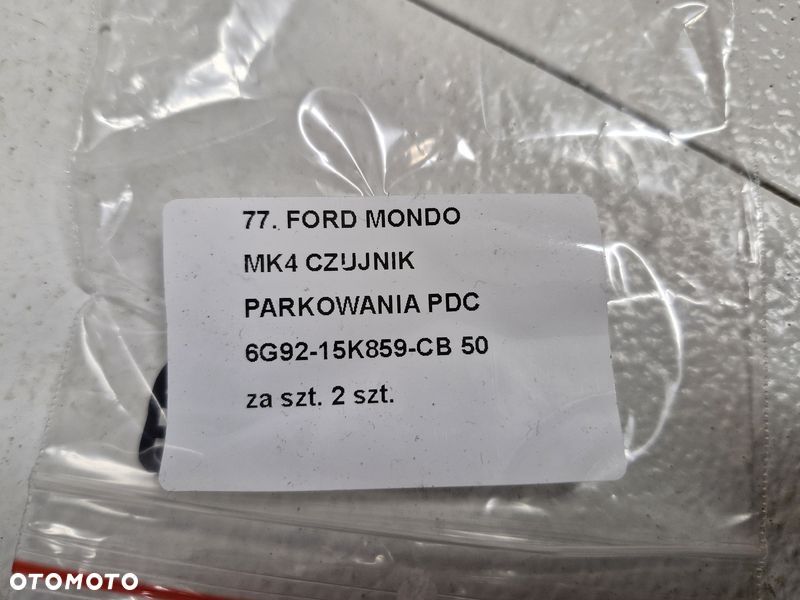 77. FORD MONDO
MK4 CZUJNIK
PARKOWANIA PDC
6G92-15K859-CB 50
za szt. 2 szt.
OTOMOTO